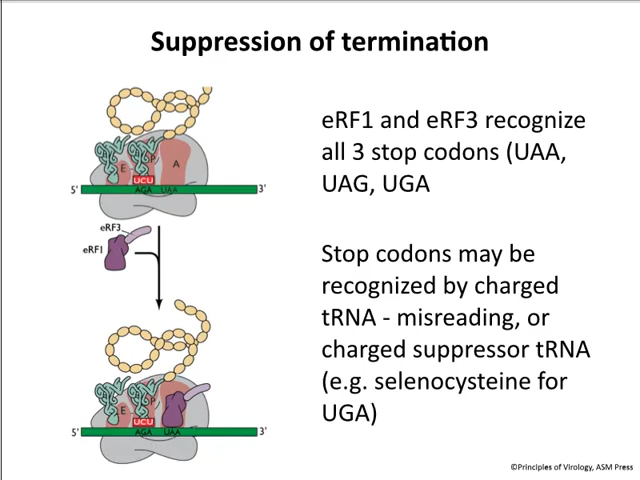 Suppression of termination
eRF1 and eRF3 recognize
all 3 stop codons (UAA,
UAG, UGA
Stop codons may be
recognized by charged
tRNA - misreading, or
charged suppressor tRNA
(e.g. selenocysteine for
UGA)
E
P
A
UCU
5'
AGA
UAA
3'
eRF3
eRF1
E
P
UCU
5'
AGA
UAA
3'
©Principles of Virology, ASM Press